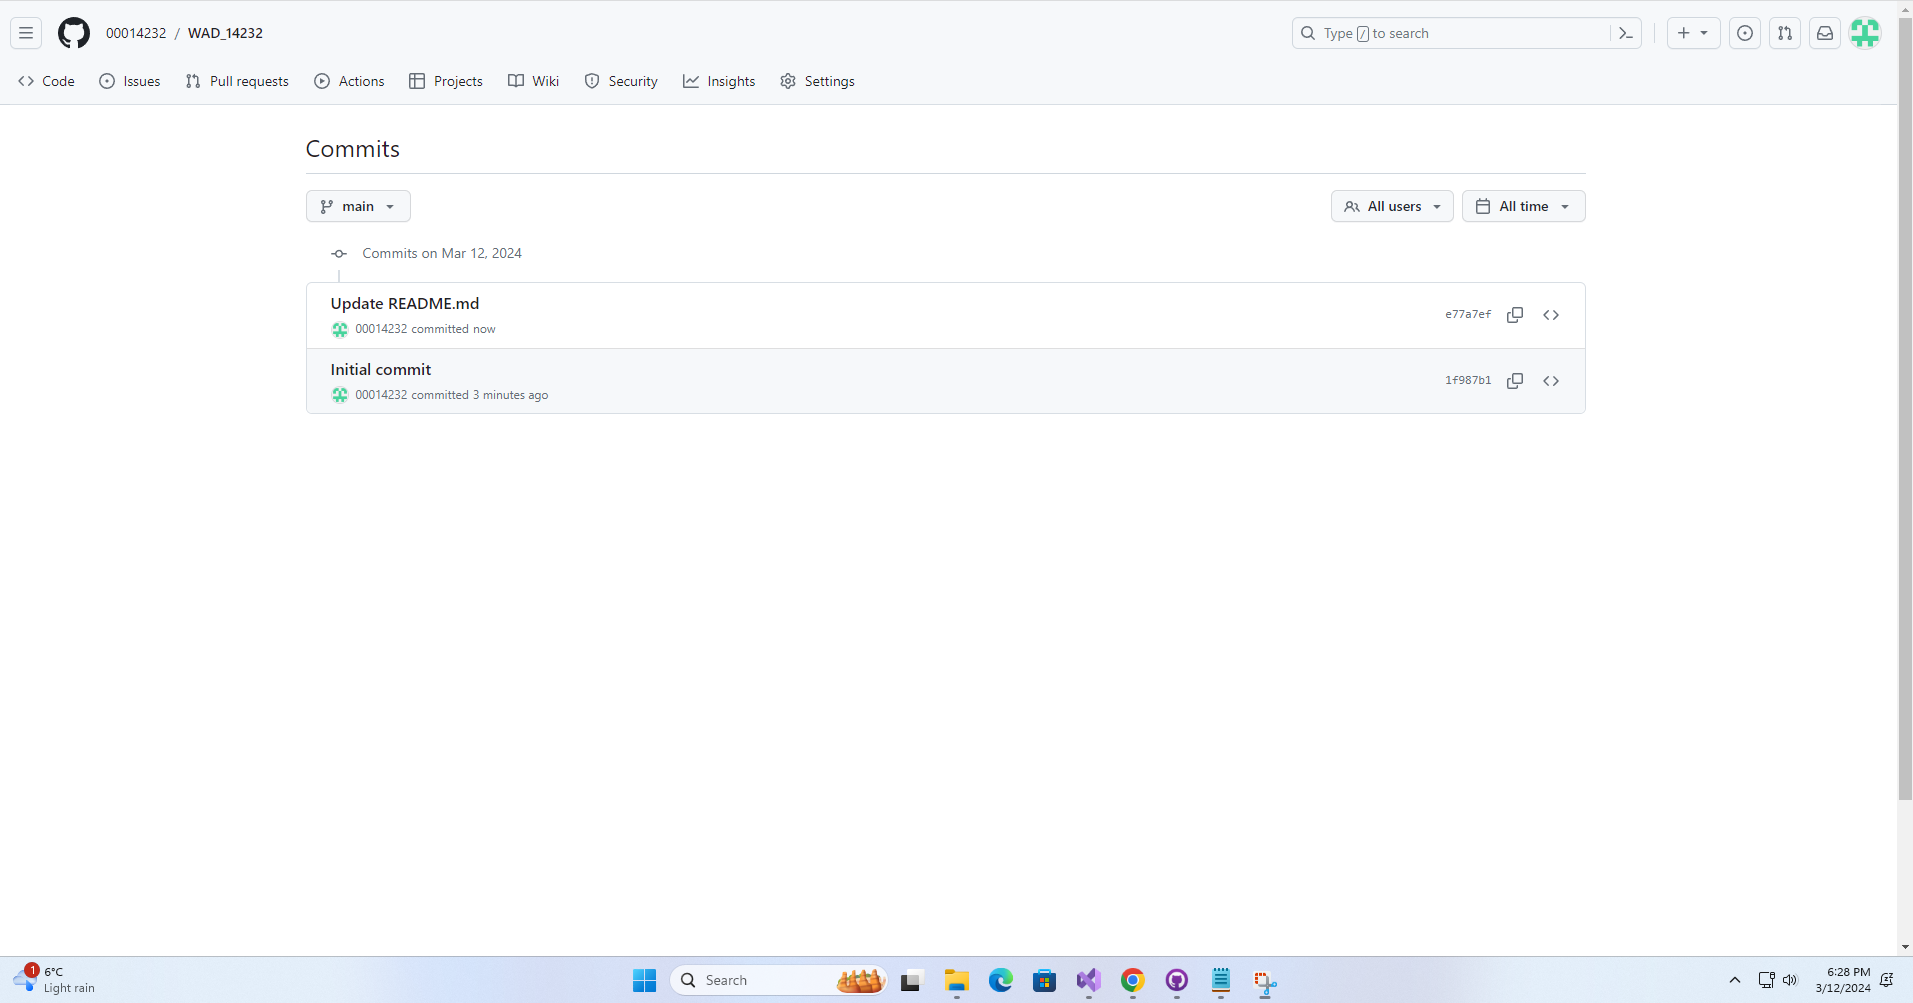 00014232 / WAD_14232
Type / to search
Code Issues Pull requests Actions Projects Wiki Security Insights Settings
Commits
main All users All time
Commits on Mar 12, 2024
Update README.md
e77a7ef
00014232 committed now
Initial commit
1f987b1
00014232 committed 3 minutes ago
1
6°C
Light rain
Search
6:28 PM
3/12/2024